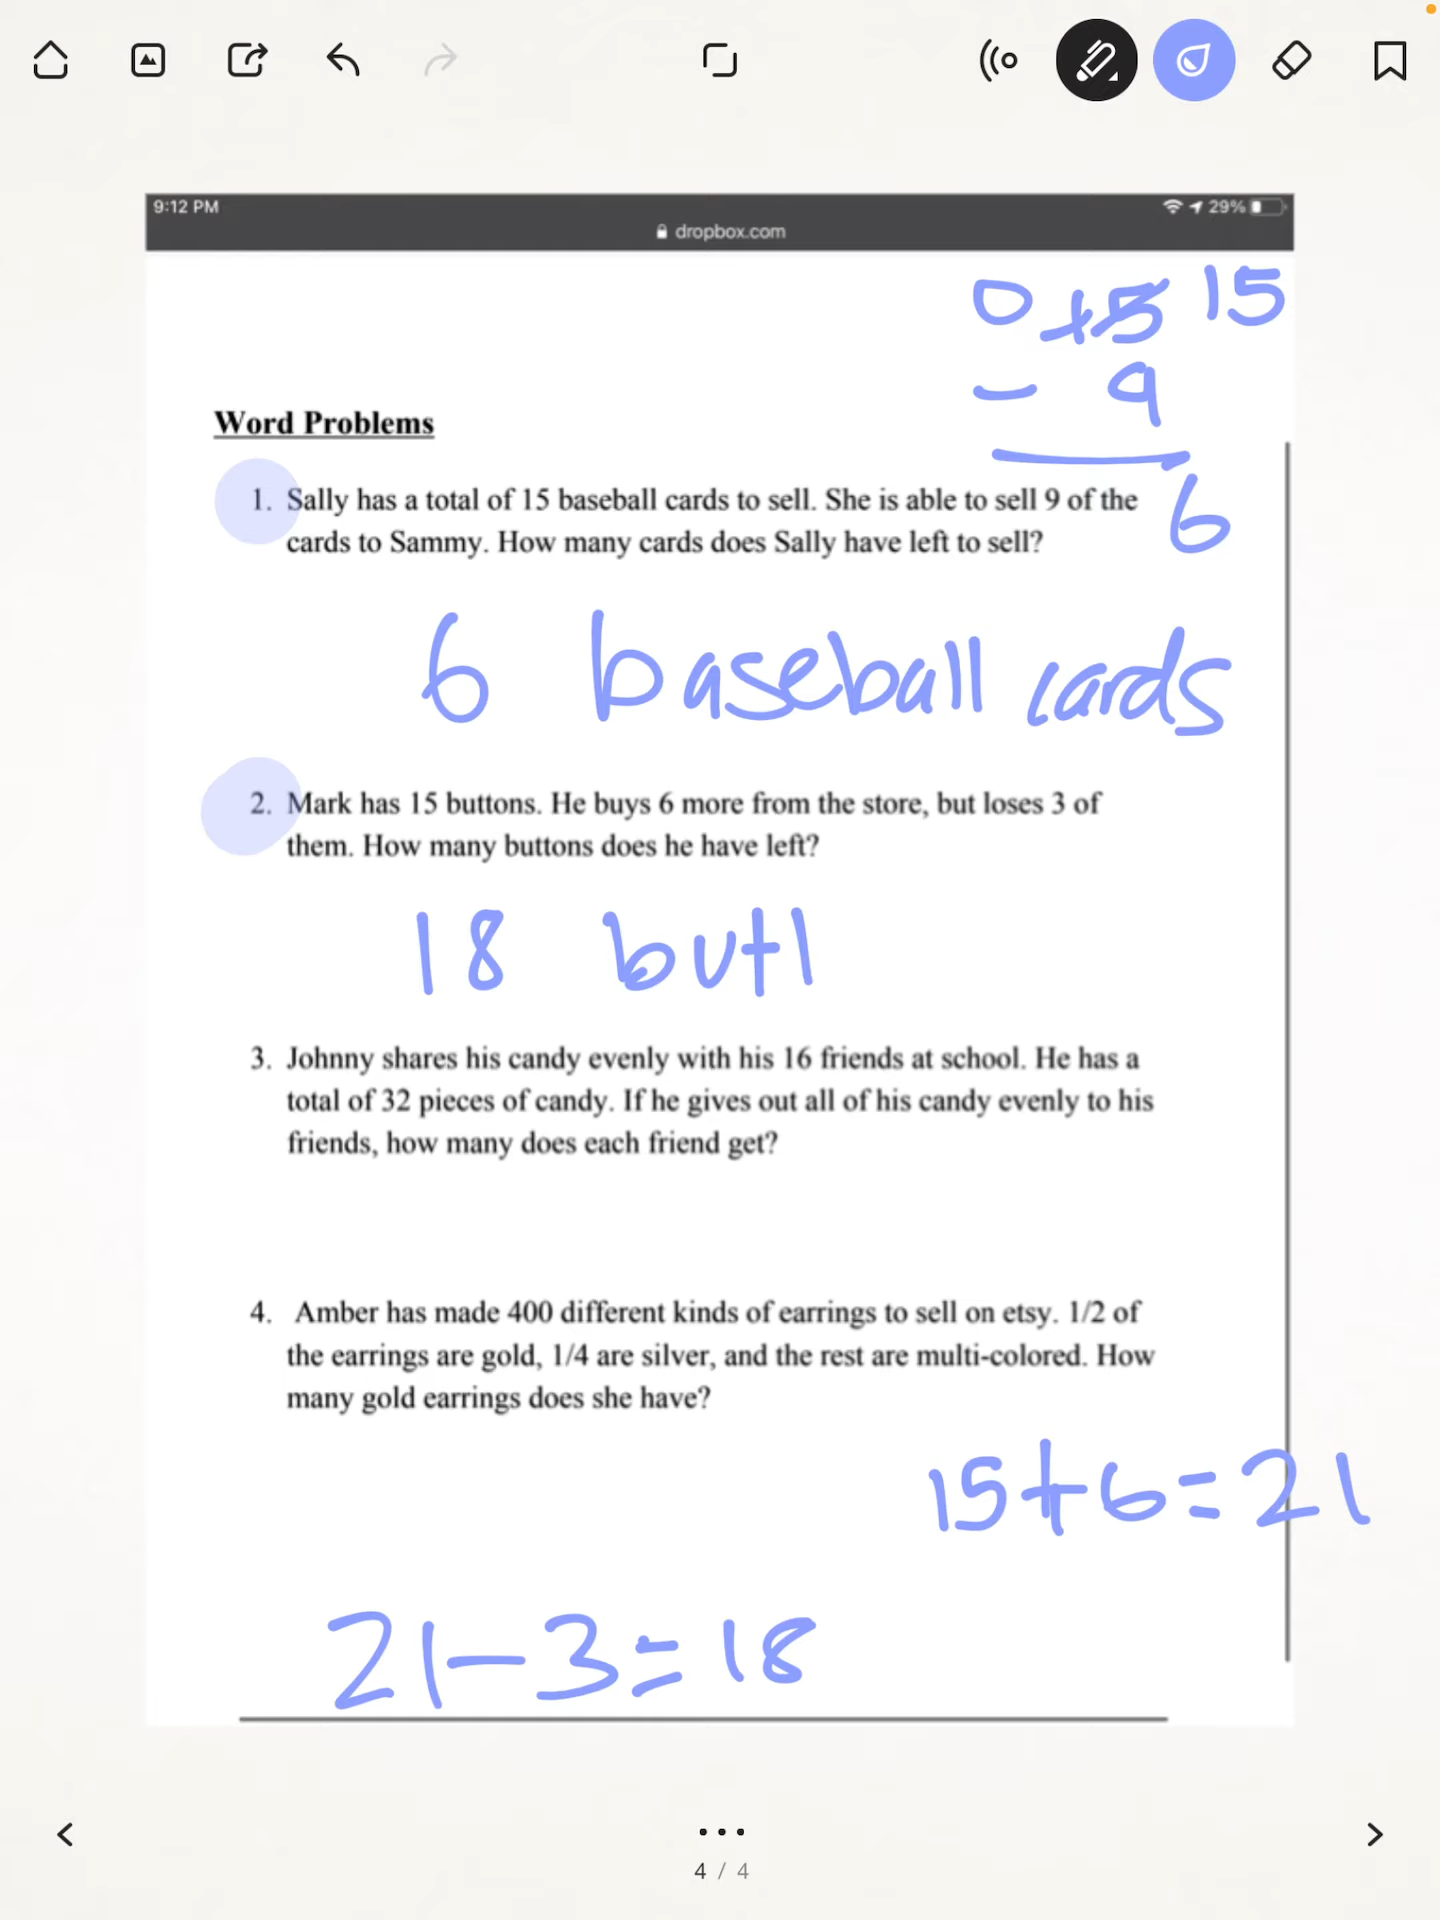 9:12 PM
29%
dropbox.com
0 15 15
- 9
6
Word Problems
1. Sally has a total of 15 baseball cards to sell. She is able to sell 9 of the
cards to Sammy. How many cards does Sally have left to sell?
6 baseball cards
2. Mark has 15 buttons. He buys 6 more from the store, but loses 3 of
them. How many buttons does he have left?
18 butl
3. Johnny shares his candy evenly with his 16 friends at school. He has a
total of 32 pieces of candy. If he gives out all of his candy evenly to his
friends, how many does each friend get?
4. Amber has made 400 different kinds of earrings to sell on etsy. 1/2 of
the earrings are gold, 1/4 are silver, and the rest are multi-colored. How
many gold earrings does she have?
15+6=21
21-3=18
4 / 4